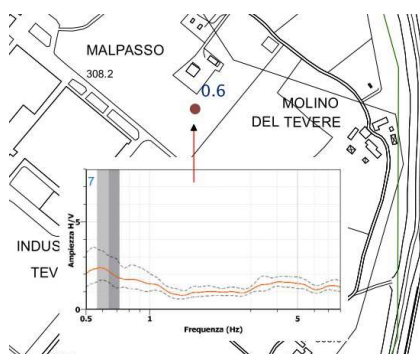 MALPASSO
308.2
0.6
MOLINO
DEL TEVERE
7
5
Ampiezza H/V
INDUS
TEV
0
0.5
1
5
Frequenza (Hz)